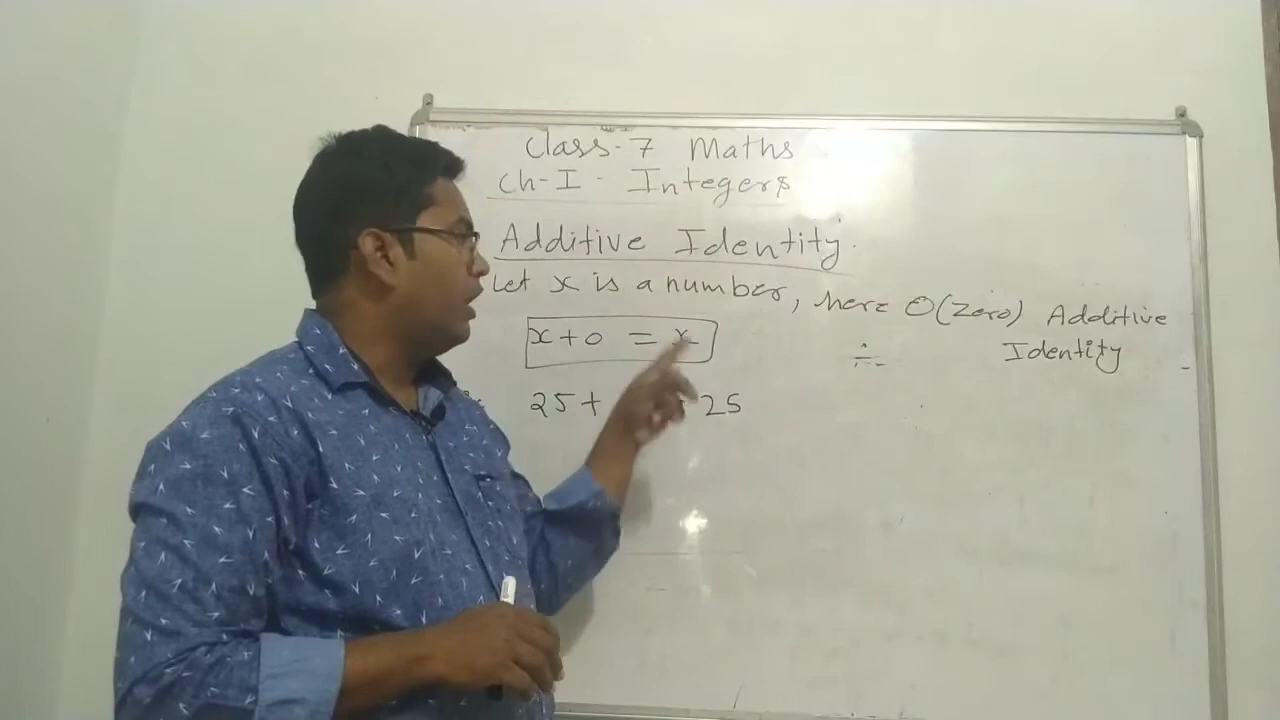 Class-7 Maths
Ch-I - Integers
Additive Identity.
Let x is a number, here 0(Zero) Additive Identity
x+0 = x
25+ 25